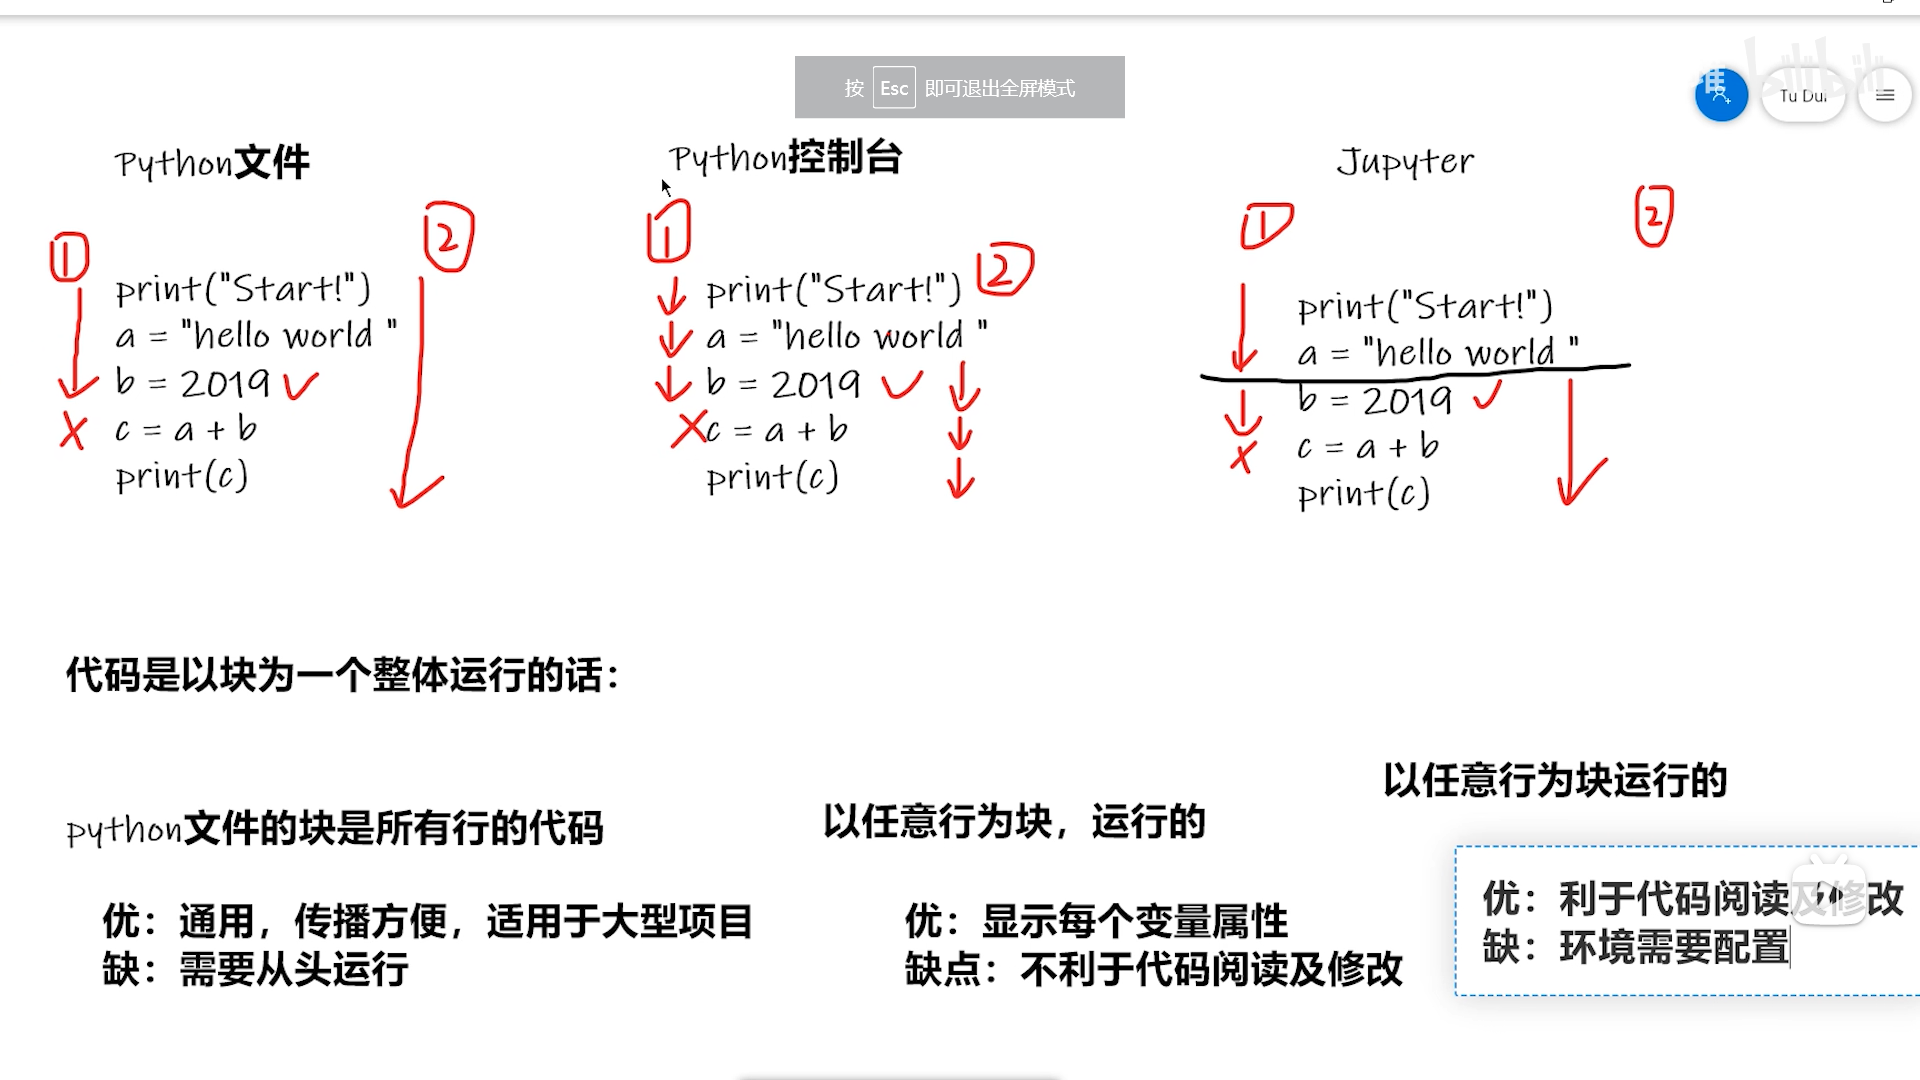 按 Esc 即可退出全屏模式
bilibili
Tu Dui
Python文件
1
2
print("Start!")
a = "hello world "
b = 2019
c = a + b
print(c)
Python控制台
1
2
print("Start!")
a = "hello world "
b = 2019
c = a + b
print(c)
Jupyter
1
2
print("Start!")
a = "hello world "
b = 2019
c = a + b
print(c)
代码是以块为一个整体运行的话：
python文件的块是所有行的代码
优：通用，传播方便，适用于大型项目
缺：需要从头运行
以任意行为块，运行的
优：显示每个变量属性
缺点：不利于代码阅读及修改
以任意行为块运行的
优：利于代码阅读及修改
缺：环境需要配置